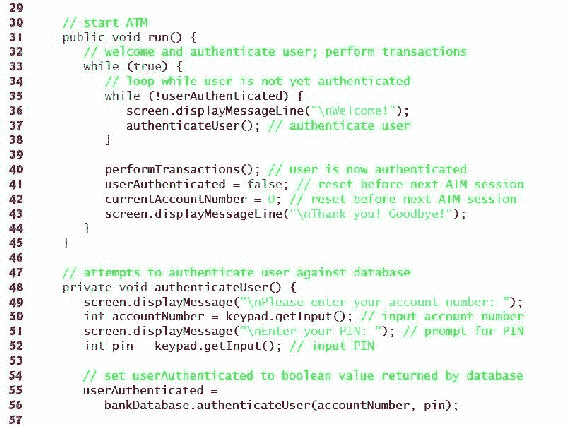 29
30 // start ATM
31 public void run() {
32 // welcome and authenticate user; perform transactions
33 while (true) {
34 // loop while user is not yet authenticated
35 while (!userAuthenticated) {
36 screen.displayMessageLine("\nWelcome!");
37 authenticateUser(); // authenticate user
38 }
39
40 performTransactions(); // user is now authenticated
41 userAuthenticated = false; // reset before next ATM session
42 currentAccountNumber = 0; // reset before next ATM session
43 screen.displayMessageLine("\nThank you! Goodbye!");
44 }
45 }
46
47 // attempts to authenticate user against database
48 private void authenticateUser() {
49 screen.displayMessage("\nPlease enter your account number: ");
50 int accountNumber = keypad.getInput(); // input account number
51 screen.displayMessage("\nEnter your PIN: "); // prompt for PIN
52 int pin = keypad.getInput(); // input PIN
53
54 // set userAuthenticated to boolean value returned by database
55 userAuthenticated =
56 bankDatabase.authenticateUser(accountNumber, pin);
57